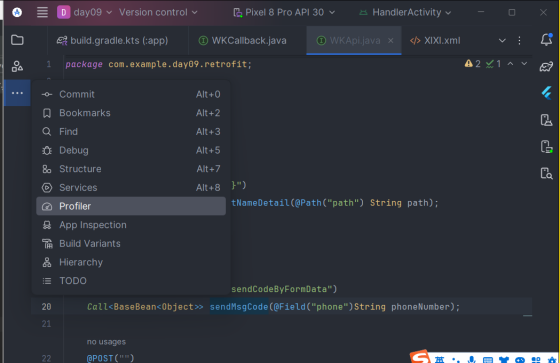 D day09 Version control Pixel 8 Pro API 30 HandlerActivity
build.gradle.kts (:app) WKCallback.java WKApi.java XIXI.xml
1 package com.example.day09.retrofit; 2 1
Commit Alt+0
Bookmarks Alt+2
Find Alt+3
Debug Alt+5
Structure Alt+7
Services Alt+8
}")
Profiler tNameDetail(@Path("path") String path);
App Inspection
Build Variants
Hierarchy
TODO sendCodeByFormData")
20 Call<BaseBean<Object>> sendMsgCode(@Field("phone")String phoneNumber);
21
no usages
22 @POST("")
S 英